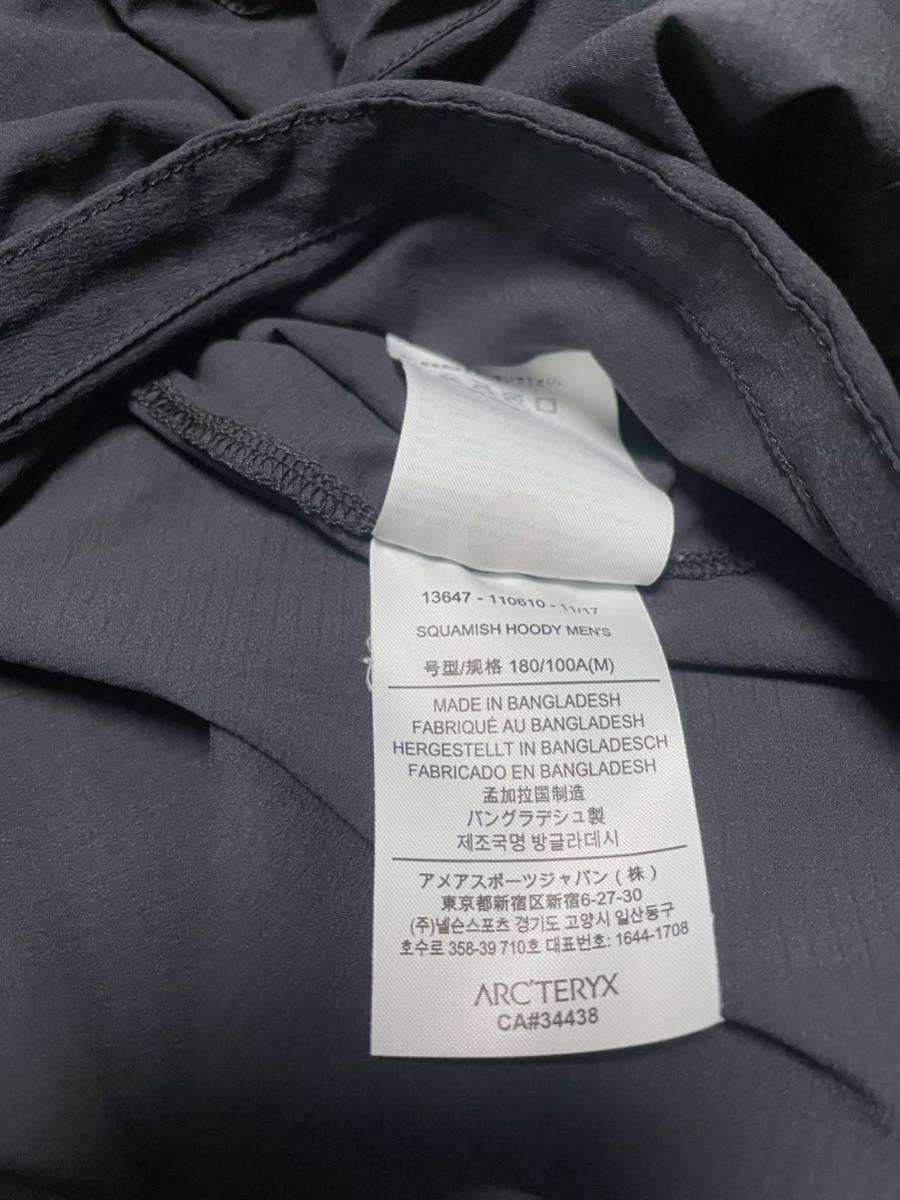 13647 - 110610 - 11/17
SQUAMISH HOODY MEN'S
号型/规格 180/100A(M)
MADE IN BANGLADESH
FABRIQUÉ AU BANGLADESH
HERGESTELLT IN BANGLADESCH
FABRICADO EN BANGLADESH
孟加拉国制造
バングラデシュ製
제조국명 방글라데시
アメアスポーツジャパン(株)
東京都新宿区新宿6-27-30
(주)넬슨스포츠 경기도 고양시 일산동구
호수로 358-39 710호 대표번호: 1644-1708
ARC'TERYX
CA#34438